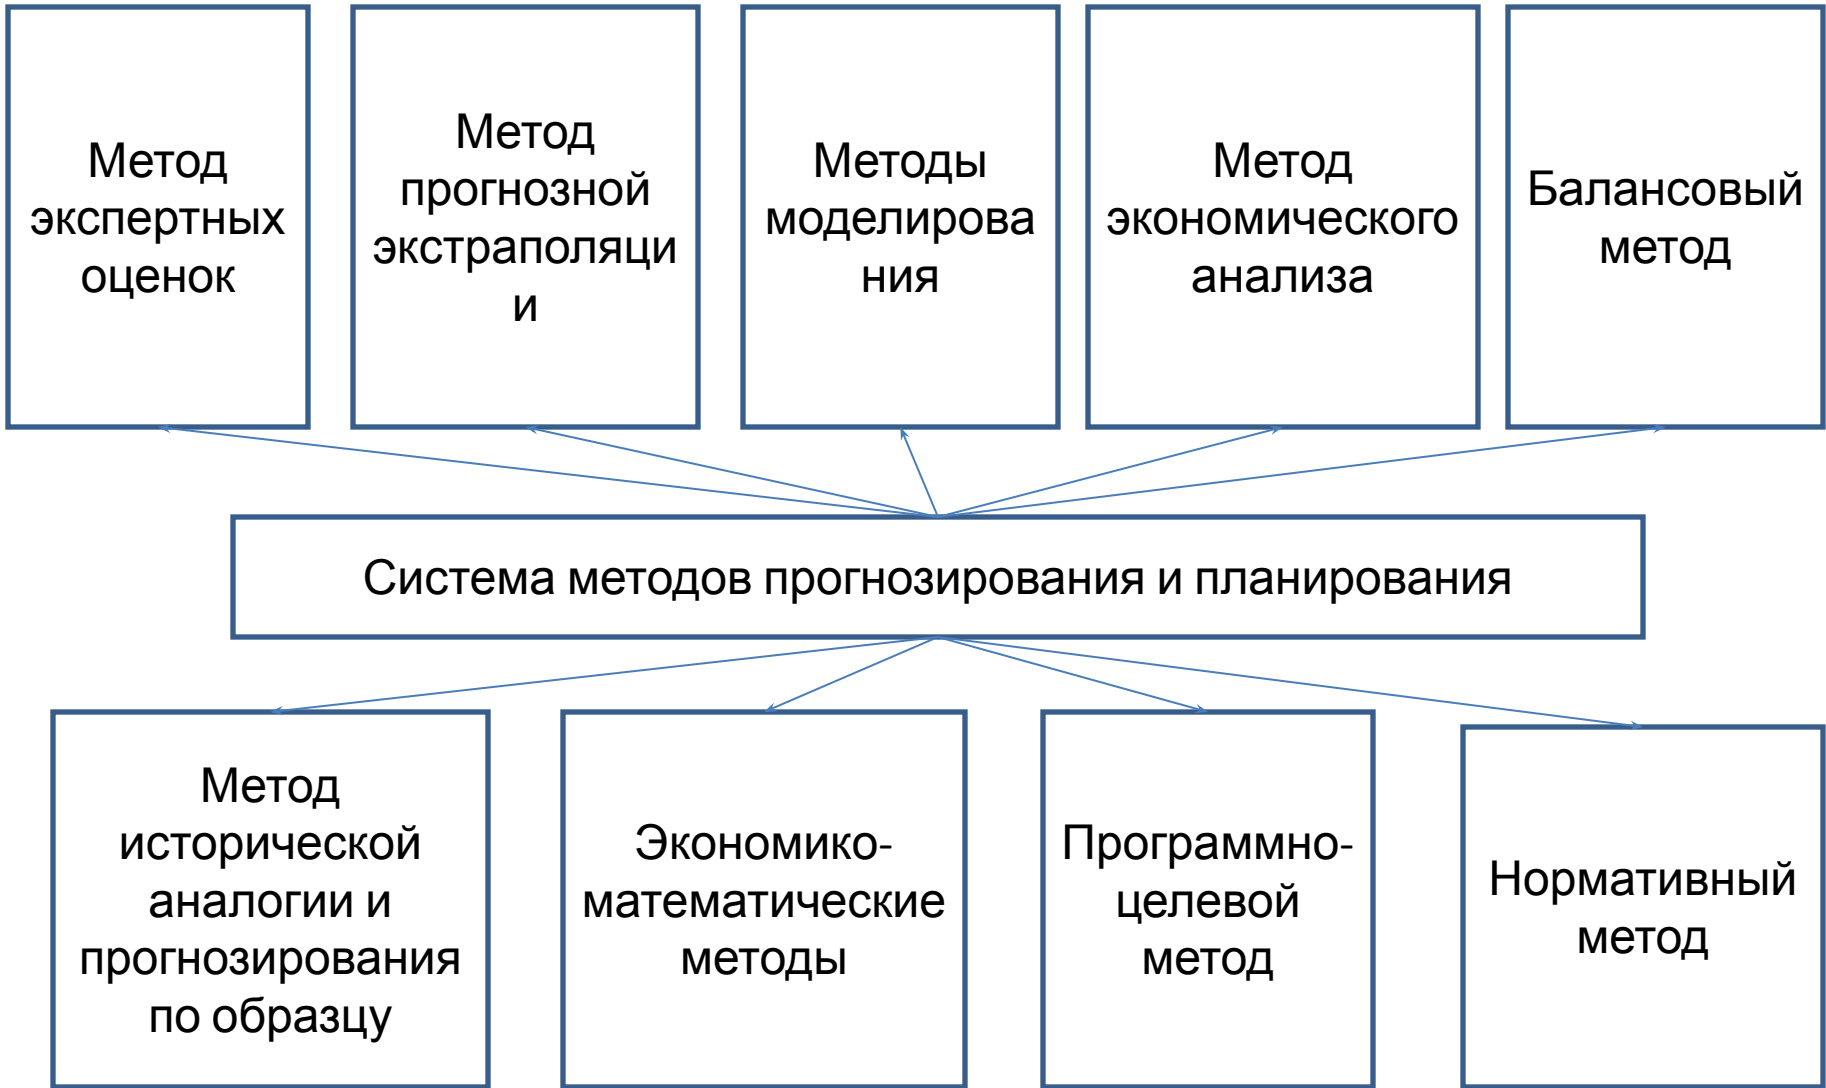 Метод
экспертных
оценок
Метод
прогнозной
экстраполяци
и
Методы
моделирова
ния
Метод
экономического
анализа
Балансовый
метод
Система методов прогнозирования и планирования
Метод
исторической
аналогии и
прогнозирования
по образцу
Экономико-
математические
методы
Программно-
целевой
метод
Нормативный
метод